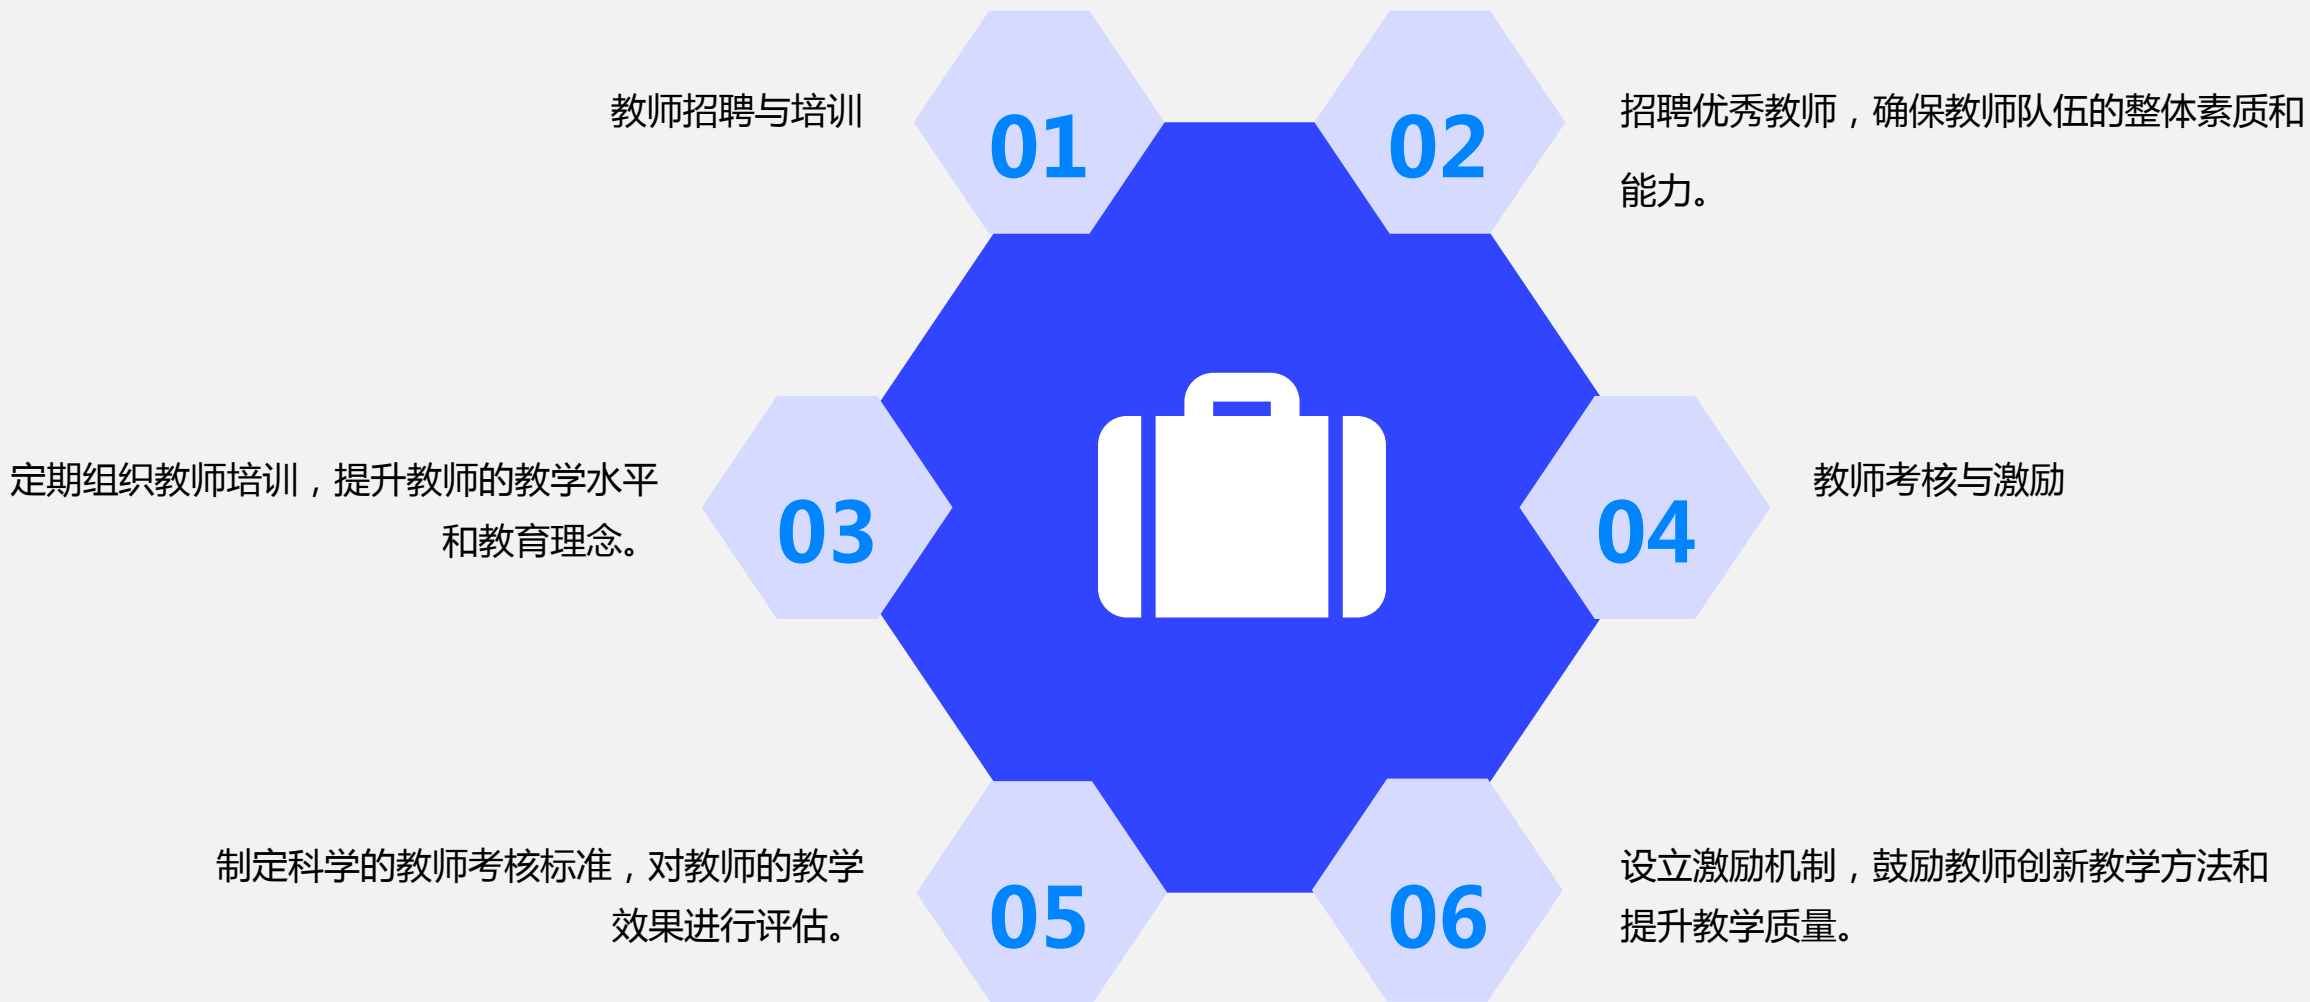 教师招聘与培训
01
02
招聘优秀教师，确保教师队伍的整体素质和
能力。
定期组织教师培训，提升教师的教学水平
和教育理念。
03
04
教师考核与激励
制定科学的教师考核标准，对教师的教学
效果进行评估。
05
06
设立激励机制，鼓励教师创新教学方法和
提升教学质量。